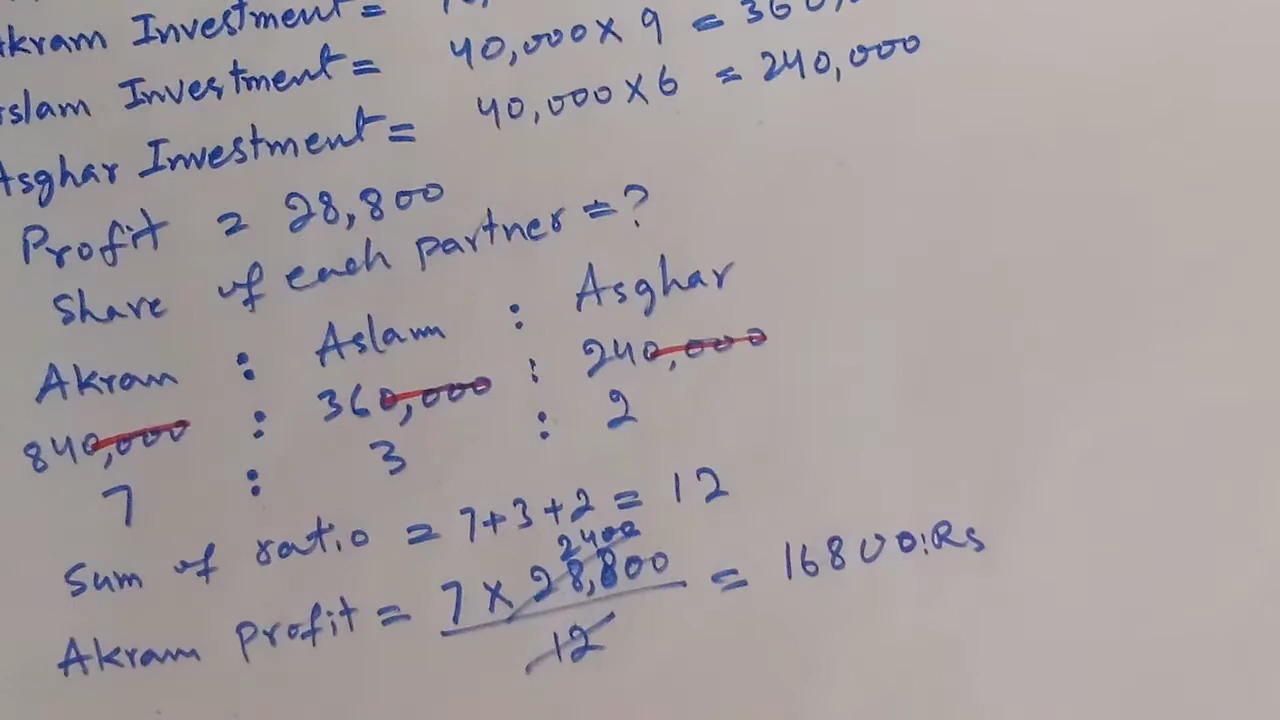 Akram Investment =
Aslam Investment = 40,000 × 9 = 360,
Asghar Investment = 40,000 × 6 = 240,000
Profit = 28,800
Share of each partner = ?
Akram : Aslam : Asghar
840,000 : 360,000 : 240,000
7 : 3 : 2
Sum of ratio = 7+3+2 = 12
2400
Akram Profit = 7 × 28,800 = 16800:Rs
12